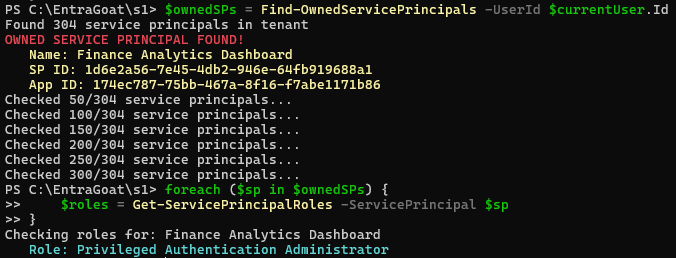 PS C:\EntraGoat\s1> $ownedSPs = Find-OwnedServicePrincipals -UserId $currentUser.Id
Found 304 service principals in tenant
OWNED SERVICE PRINCIPAL FOUND!
   Name: Finance Analytics Dashboard
   SP ID: 1d6e2a56-7e45-4db2-946e-64fb919688a1
   App ID: 174ec787-75bb-467a-8f16-f7abe1171b86
Checked 50/304 service principals...
Checked 100/304 service principals...
Checked 150/304 service principals...
Checked 200/304 service principals...
Checked 250/304 service principals...
Checked 300/304 service principals...
PS C:\EntraGoat\s1> foreach ($sp in $ownedSPs) {
>>     $roles = Get-ServicePrincipalRoles -ServicePrincipal $sp
>> }
Checking roles for: Finance Analytics Dashboard
   Role: Privileged Authentication Administrator